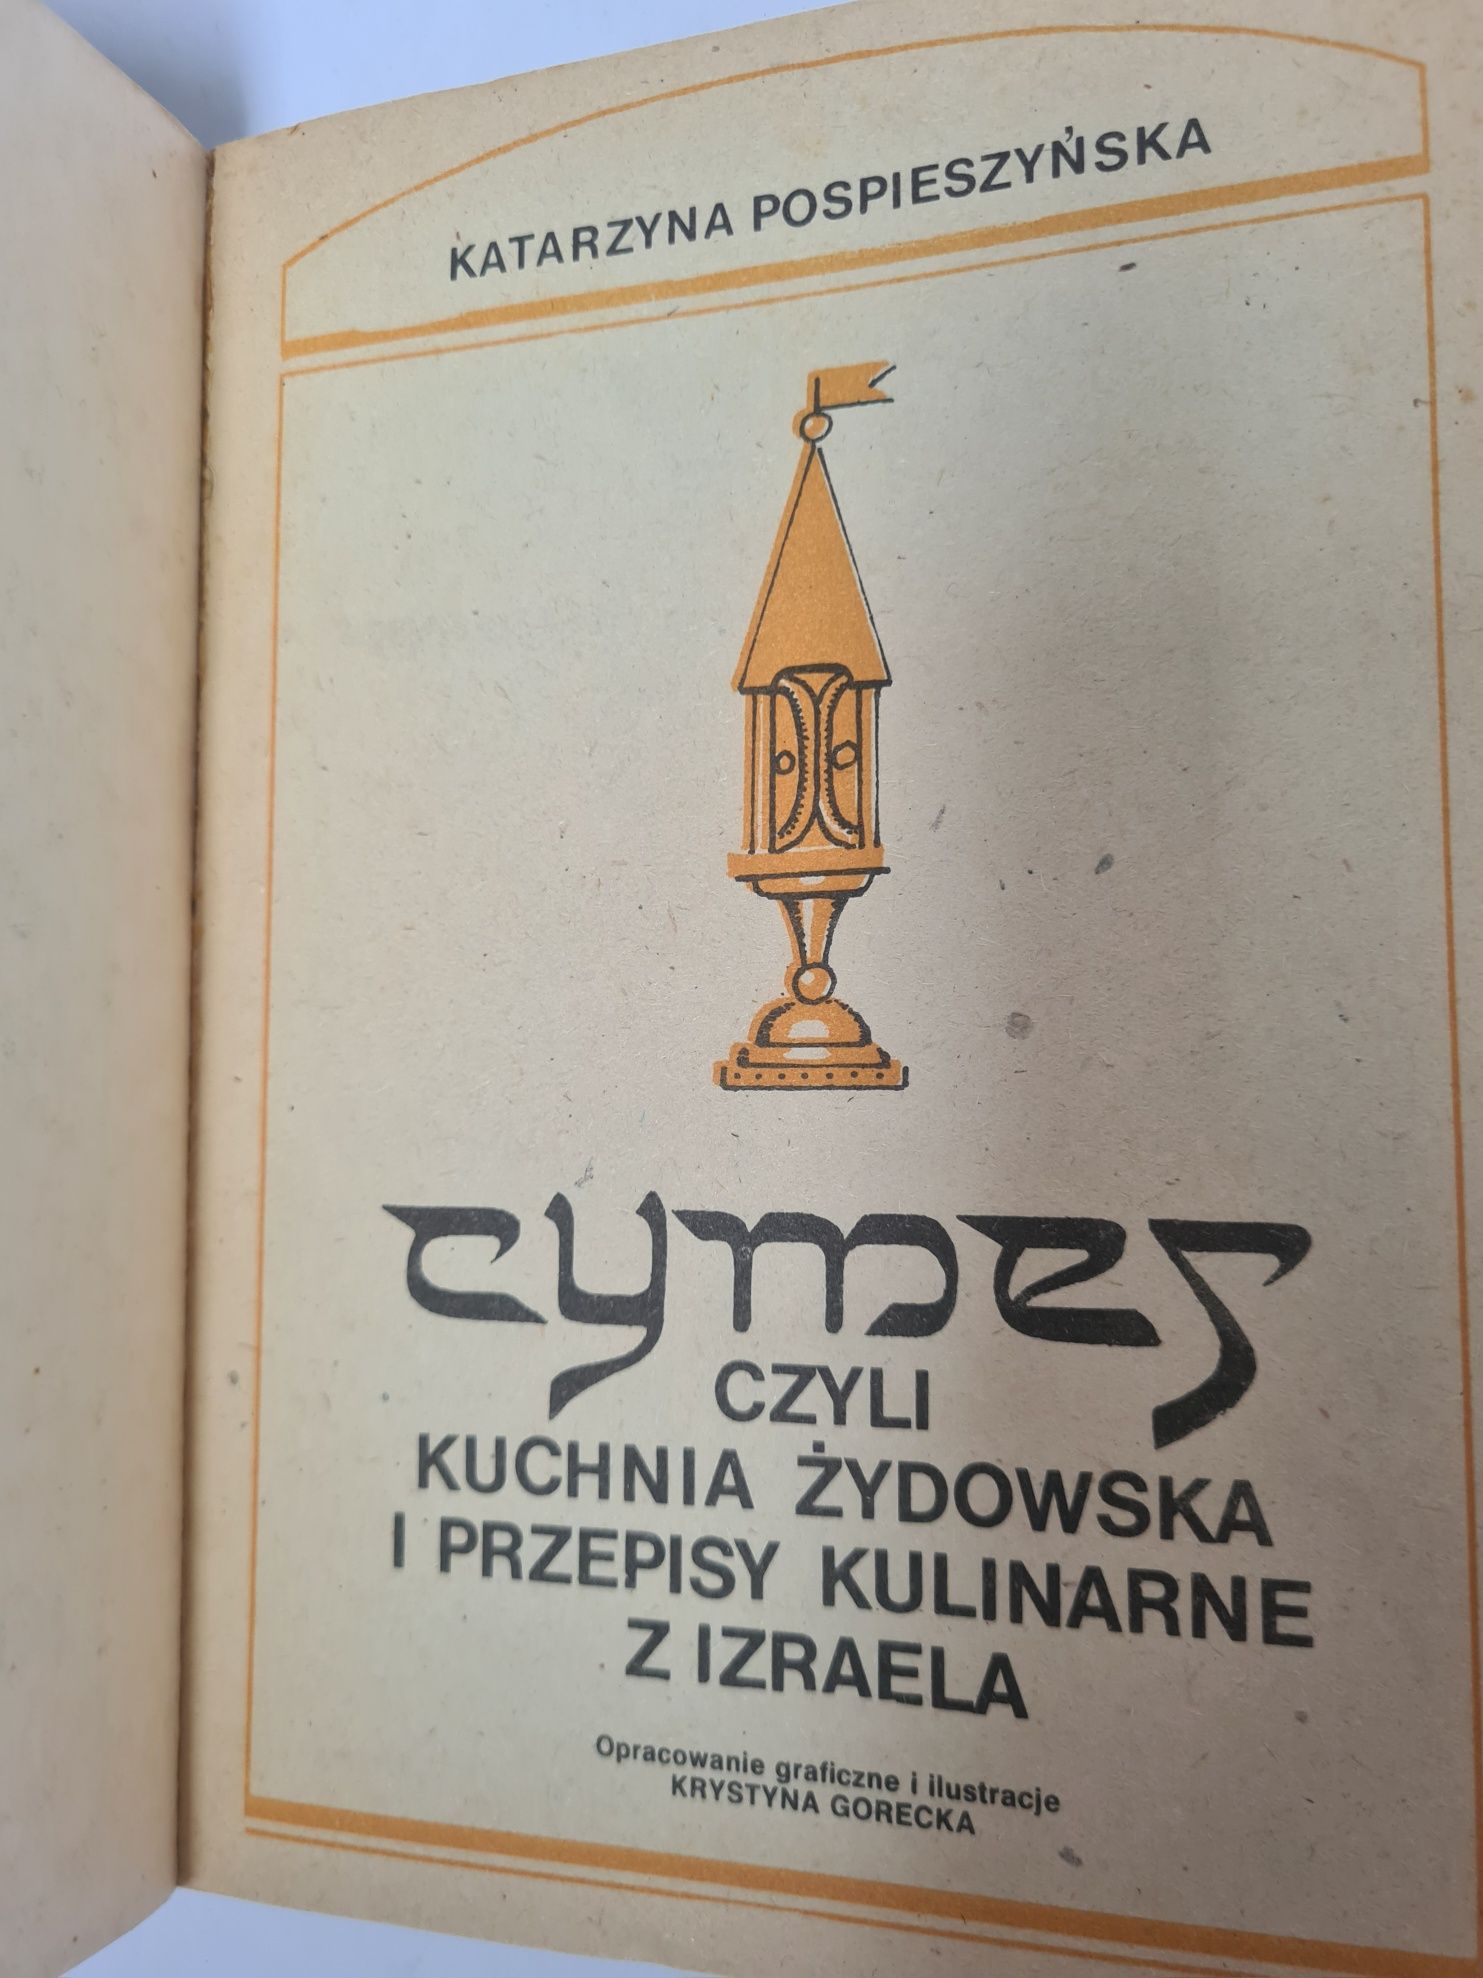 KATARZYNA POSPIESZYŃSKA
cymes
CZYLI
KUCHNIA ŻYDOWSKA
I PRZEPISY KULINARNE
Z IZRAELA
Opracowanie graficzne i ilustracje
KRYSTYNA GORECKA